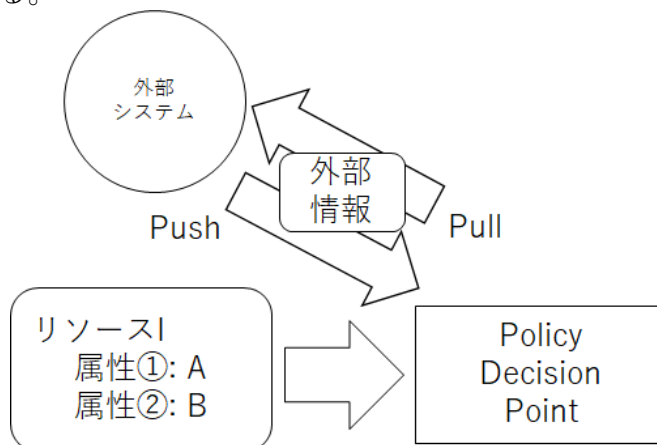 る。
外部
システム
外部
情報
Push
Pull
リソースI
属性①: A
属性②: B
Policy
Decision
Point